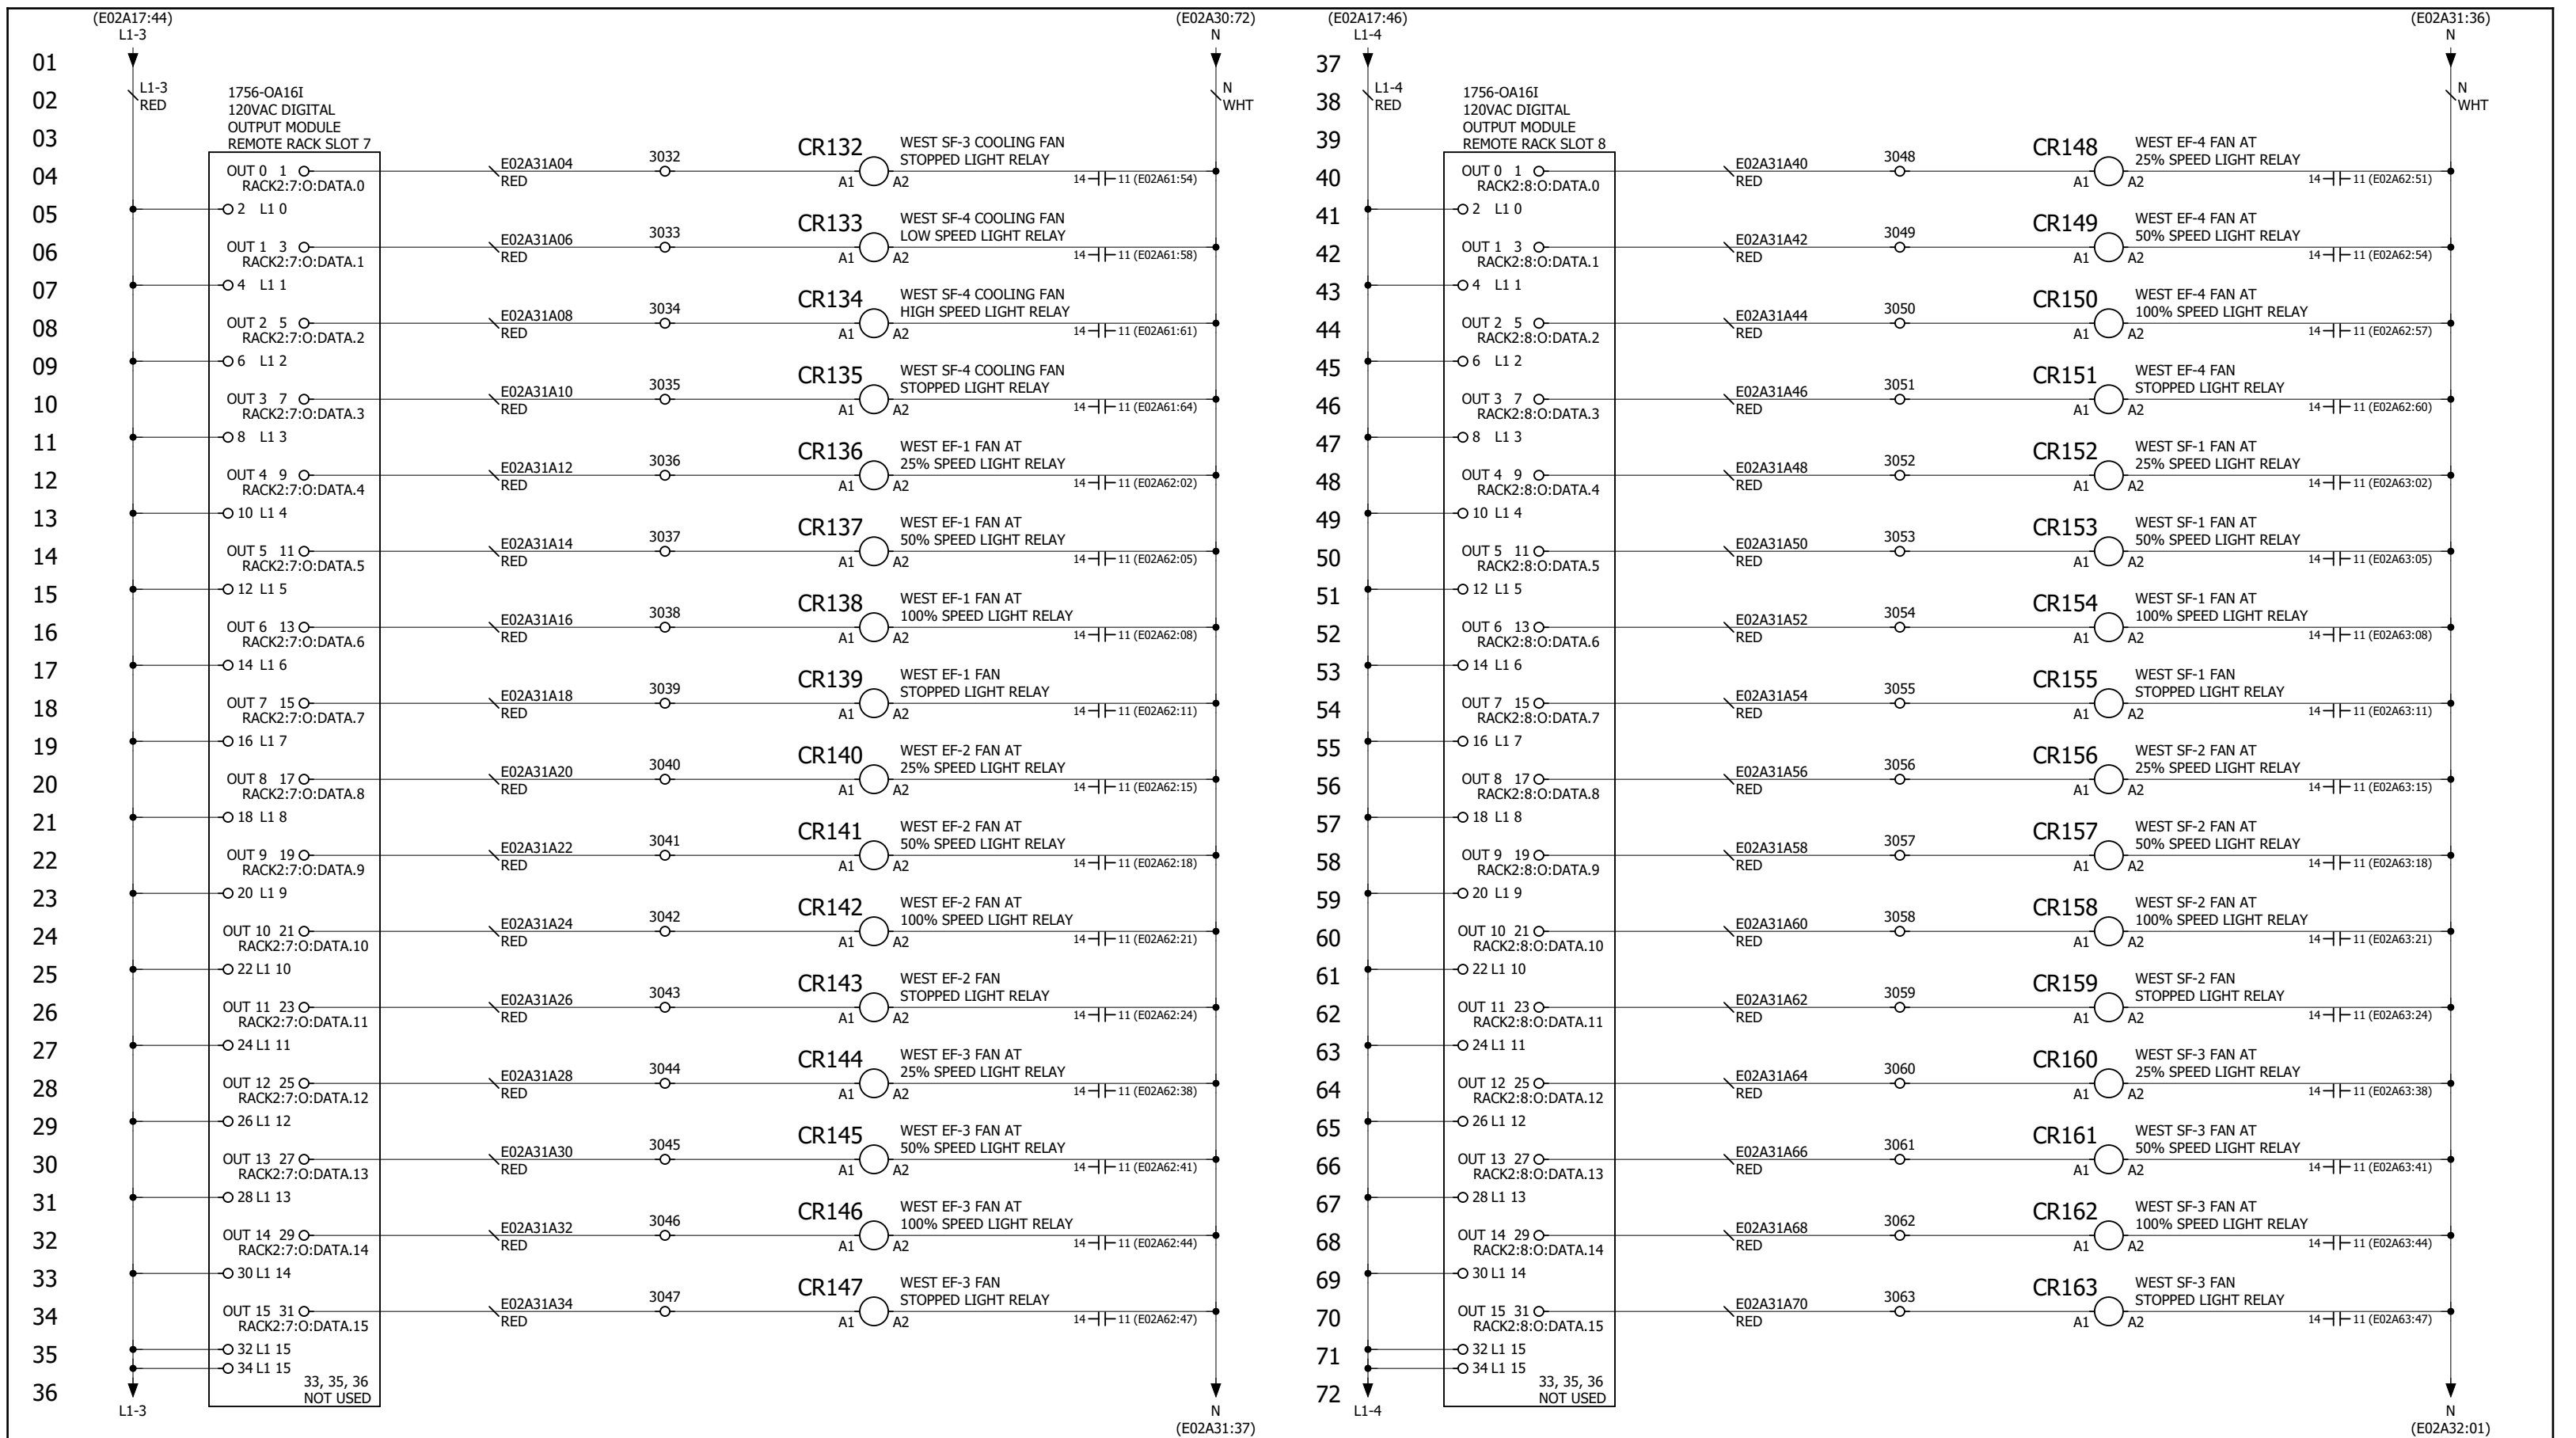 (E02A17:44)
L1-3
(E02A30:72)
N
01
02
L1-3
RED
N
WHT
1756-OA16I
120VAC DIGITAL
OUTPUT MODULE
REMOTE RACK SLOT 7
03
04
OUT 0 1
RACK2:7:O:DATA.0
E02A31A04
RED
3032
CR132
A1 A2
WEST SF-3 COOLING FAN
STOPPED LIGHT RELAY
14 11 (E02A61:54)
05
2 L1 0
06
OUT 1 3
RACK2:7:O:DATA.1
E02A31A06
RED
3033
CR133
A1 A2
WEST SF-4 COOLING FAN
LOW SPEED LIGHT RELAY
14 11 (E02A61:58)
07
4 L1 1
08
OUT 2 5
RACK2:7:O:DATA.2
E02A31A08
RED
3034
CR134
A1 A2
WEST SF-4 COOLING FAN
HIGH SPEED LIGHT RELAY
14 11 (E02A61:61)
09
6 L1 2
10
OUT 3 7
RACK2:7:O:DATA.3
E02A31A10
RED
3035
CR135
A1 A2
WEST SF-4 COOLING FAN
STOPPED LIGHT RELAY
14 11 (E02A61:64)
11
8 L1 3
12
OUT 4 9
RACK2:7:O:DATA.4
E02A31A12
RED
3036
CR136
A1 A2
WEST EF-1 FAN AT
25% SPEED LIGHT RELAY
14 11 (E02A62:02)
13
10 L1 4
14
OUT 5 11
RACK2:7:O:DATA.5
E02A31A14
RED
3037
CR137
A1 A2
WEST EF-1 FAN AT
50% SPEED LIGHT RELAY
14 11 (E02A62:05)
15
12 L1 5
16
OUT 6 13
RACK2:7:O:DATA.6
E02A31A16
RED
3038
CR138
A1 A2
WEST EF-1 FAN AT
100% SPEED LIGHT RELAY
14 11 (E02A62:08)
17
14 L1 6
18
OUT 7 15
RACK2:7:O:DATA.7
E02A31A18
RED
3039
CR139
A1 A2
WEST EF-1 FAN
STOPPED LIGHT RELAY
14 11 (E02A62:11)
19
16 L1 7
20
OUT 8 17
RACK2:7:O:DATA.8
E02A31A20
RED
3040
CR140
A1 A2
WEST EF-2 FAN AT
25% SPEED LIGHT RELAY
14 11 (E02A62:15)
21
18 L1 8
22
OUT 9 19
RACK2:7:O:DATA.9
E02A31A22
RED
3041
CR141
A1 A2
WEST EF-2 FAN AT
50% SPEED LIGHT RELAY
14 11 (E02A62:18)
23
20 L1 9
24
OUT 10 21
RACK2:7:O:DATA.10
E02A31A24
RED
3042
CR142
A1 A2
WEST EF-2 FAN AT
100% SPEED LIGHT RELAY
14 11 (E02A62:21)
25
22 L1 10
26
OUT 11 23
RACK2:7:O:DATA.11
E02A31A26
RED
3043
CR143
A1 A2
WEST EF-2 FAN
STOPPED LIGHT RELAY
14 11 (E02A62:24)
27
24 L1 11
28
OUT 12 25
RACK2:7:O:DATA.12
E02A31A28
RED
3044
CR144
A1 A2
WEST EF-3 FAN AT
25% SPEED LIGHT RELAY
14 11 (E02A62:38)
29
26 L1 12
30
OUT 13 27
RACK2:7:O:DATA.13
E02A31A30
RED
3045
CR145
A1 A2
WEST EF-3 FAN AT
50% SPEED LIGHT RELAY
14 11 (E02A62:41)
31
28 L1 13
32
OUT 14 29
RACK2:7:O:DATA.14
E02A31A32
RED
3046
CR146
A1 A2
WEST EF-3 FAN AT
100% SPEED LIGHT RELAY
14 11 (E02A62:44)
33
30 L1 14
34
OUT 15 31
RACK2:7:O:DATA.15
E02A31A34
RED
3047
CR147
A1 A2
WEST EF-3 FAN
STOPPED LIGHT RELAY
14 11 (E02A62:47)
35
32 L1 15
34 L1 15
36
33, 35, 36
NOT USED
L1-3
N
(E02A31:37)
(E02A17:46)
L1-4
(E02A31:36)
N
37
38
L1-4
RED
N
WHT
1756-OA16I
120VAC DIGITAL
OUTPUT MODULE
REMOTE RACK SLOT 8
39
40
OUT 0 1
RACK2:8:O:DATA.0
E02A31A40
RED
3048
CR148
A1 A2
WEST EF-4 FAN AT
25% SPEED LIGHT RELAY
14 11 (E02A62:51)
41
2 L1 0
42
OUT 1 3
RACK2:8:O:DATA.1
E02A31A42
RED
3049
CR149
A1 A2
WEST EF-4 FAN AT
50% SPEED LIGHT RELAY
14 11 (E02A62:54)
43
4 L1 1
44
OUT 2 5
RACK2:8:O:DATA.2
E02A31A44
RED
3050
CR150
A1 A2
WEST EF-4 FAN AT
100% SPEED LIGHT RELAY
14 11 (E02A62:57)
45
6 L1 2
46
OUT 3 7
RACK2:8:O:DATA.3
E02A31A46
RED
3051
CR151
A1 A2
WEST EF-4 FAN
STOPPED LIGHT RELAY
14 11 (E02A62:60)
47
8 L1 3
48
OUT 4 9
RACK2:8:O:DATA.4
E02A31A48
RED
3052
CR152
A1 A2
WEST SF-1 FAN AT
25% SPEED LIGHT RELAY
14 11 (E02A63:02)
49
10 L1 4
50
OUT 5 11
RACK2:8:O:DATA.5
E02A31A50
RED
3053
CR153
A1 A2
WEST SF-1 FAN AT
50% SPEED LIGHT RELAY
14 11 (E02A63:05)
51
12 L1 5
52
OUT 6 13
RACK2:8:O:DATA.6
E02A31A52
RED
3054
CR154
A1 A2
WEST SF-1 FAN AT
100% SPEED LIGHT RELAY
14 11 (E02A63:08)
53
14 L1 6
54
OUT 7 15
RACK2:8:O:DATA.7
E02A31A54
RED
3055
CR155
A1 A2
WEST SF-1 FAN
STOPPED LIGHT RELAY
14 11 (E02A63:11)
55
16 L1 7
56
OUT 8 17
RACK2:8:O:DATA.8
E02A31A56
RED
3056
CR156
A1 A2
WEST SF-2 FAN AT
25% SPEED LIGHT RELAY
14 11 (E02A63:15)
57
18 L1 8
58
OUT 9 19
RACK2:8:O:DATA.9
E02A31A58
RED
3057
CR157
A1 A2
WEST SF-2 FAN AT
50% SPEED LIGHT RELAY
14 11 (E02A63:18)
59
20 L1 9
60
OUT 10 21
RACK2:8:O:DATA.10
E02A31A60
RED
3058
CR158
A1 A2
WEST SF-2 FAN AT
100% SPEED LIGHT RELAY
14 11 (E02A63:21)
61
22 L1 10
62
OUT 11 23
RACK2:8:O:DATA.11
E02A31A62
RED
3059
CR159
A1 A2
WEST SF-2 FAN
STOPPED LIGHT RELAY
14 11 (E02A63:24)
63
24 L1 11
64
OUT 12 25
RACK2:8:O:DATA.12
E02A31A64
RED
3060
CR160
A1 A2
WEST SF-3 FAN AT
25% SPEED LIGHT RELAY
14 11 (E02A63:38)
65
26 L1 12
66
OUT 13 27
RACK2:8:O:DATA.13
E02A31A66
RED
3061
CR161
A1 A2
WEST SF-3 FAN AT
50% SPEED LIGHT RELAY
14 11 (E02A63:41)
67
28 L1 13
68
OUT 14 29
RACK2:8:O:DATA.14
E02A31A68
RED
3062
CR162
A1 A2
WEST SF-3 FAN AT
100% SPEED LIGHT RELAY
14 11 (E02A63:44)
69
30 L1 14
70
OUT 15 31
RACK2:8:O:DATA.15
E02A31A70
RED
3063
CR163
A1 A2
WEST SF-3 FAN
STOPPED LIGHT RELAY
14 11 (E02A63:47)
71
32 L1 15
34 L1 15
72
33, 35, 36
NOT USED
L1-4
N
(E02A32:01)